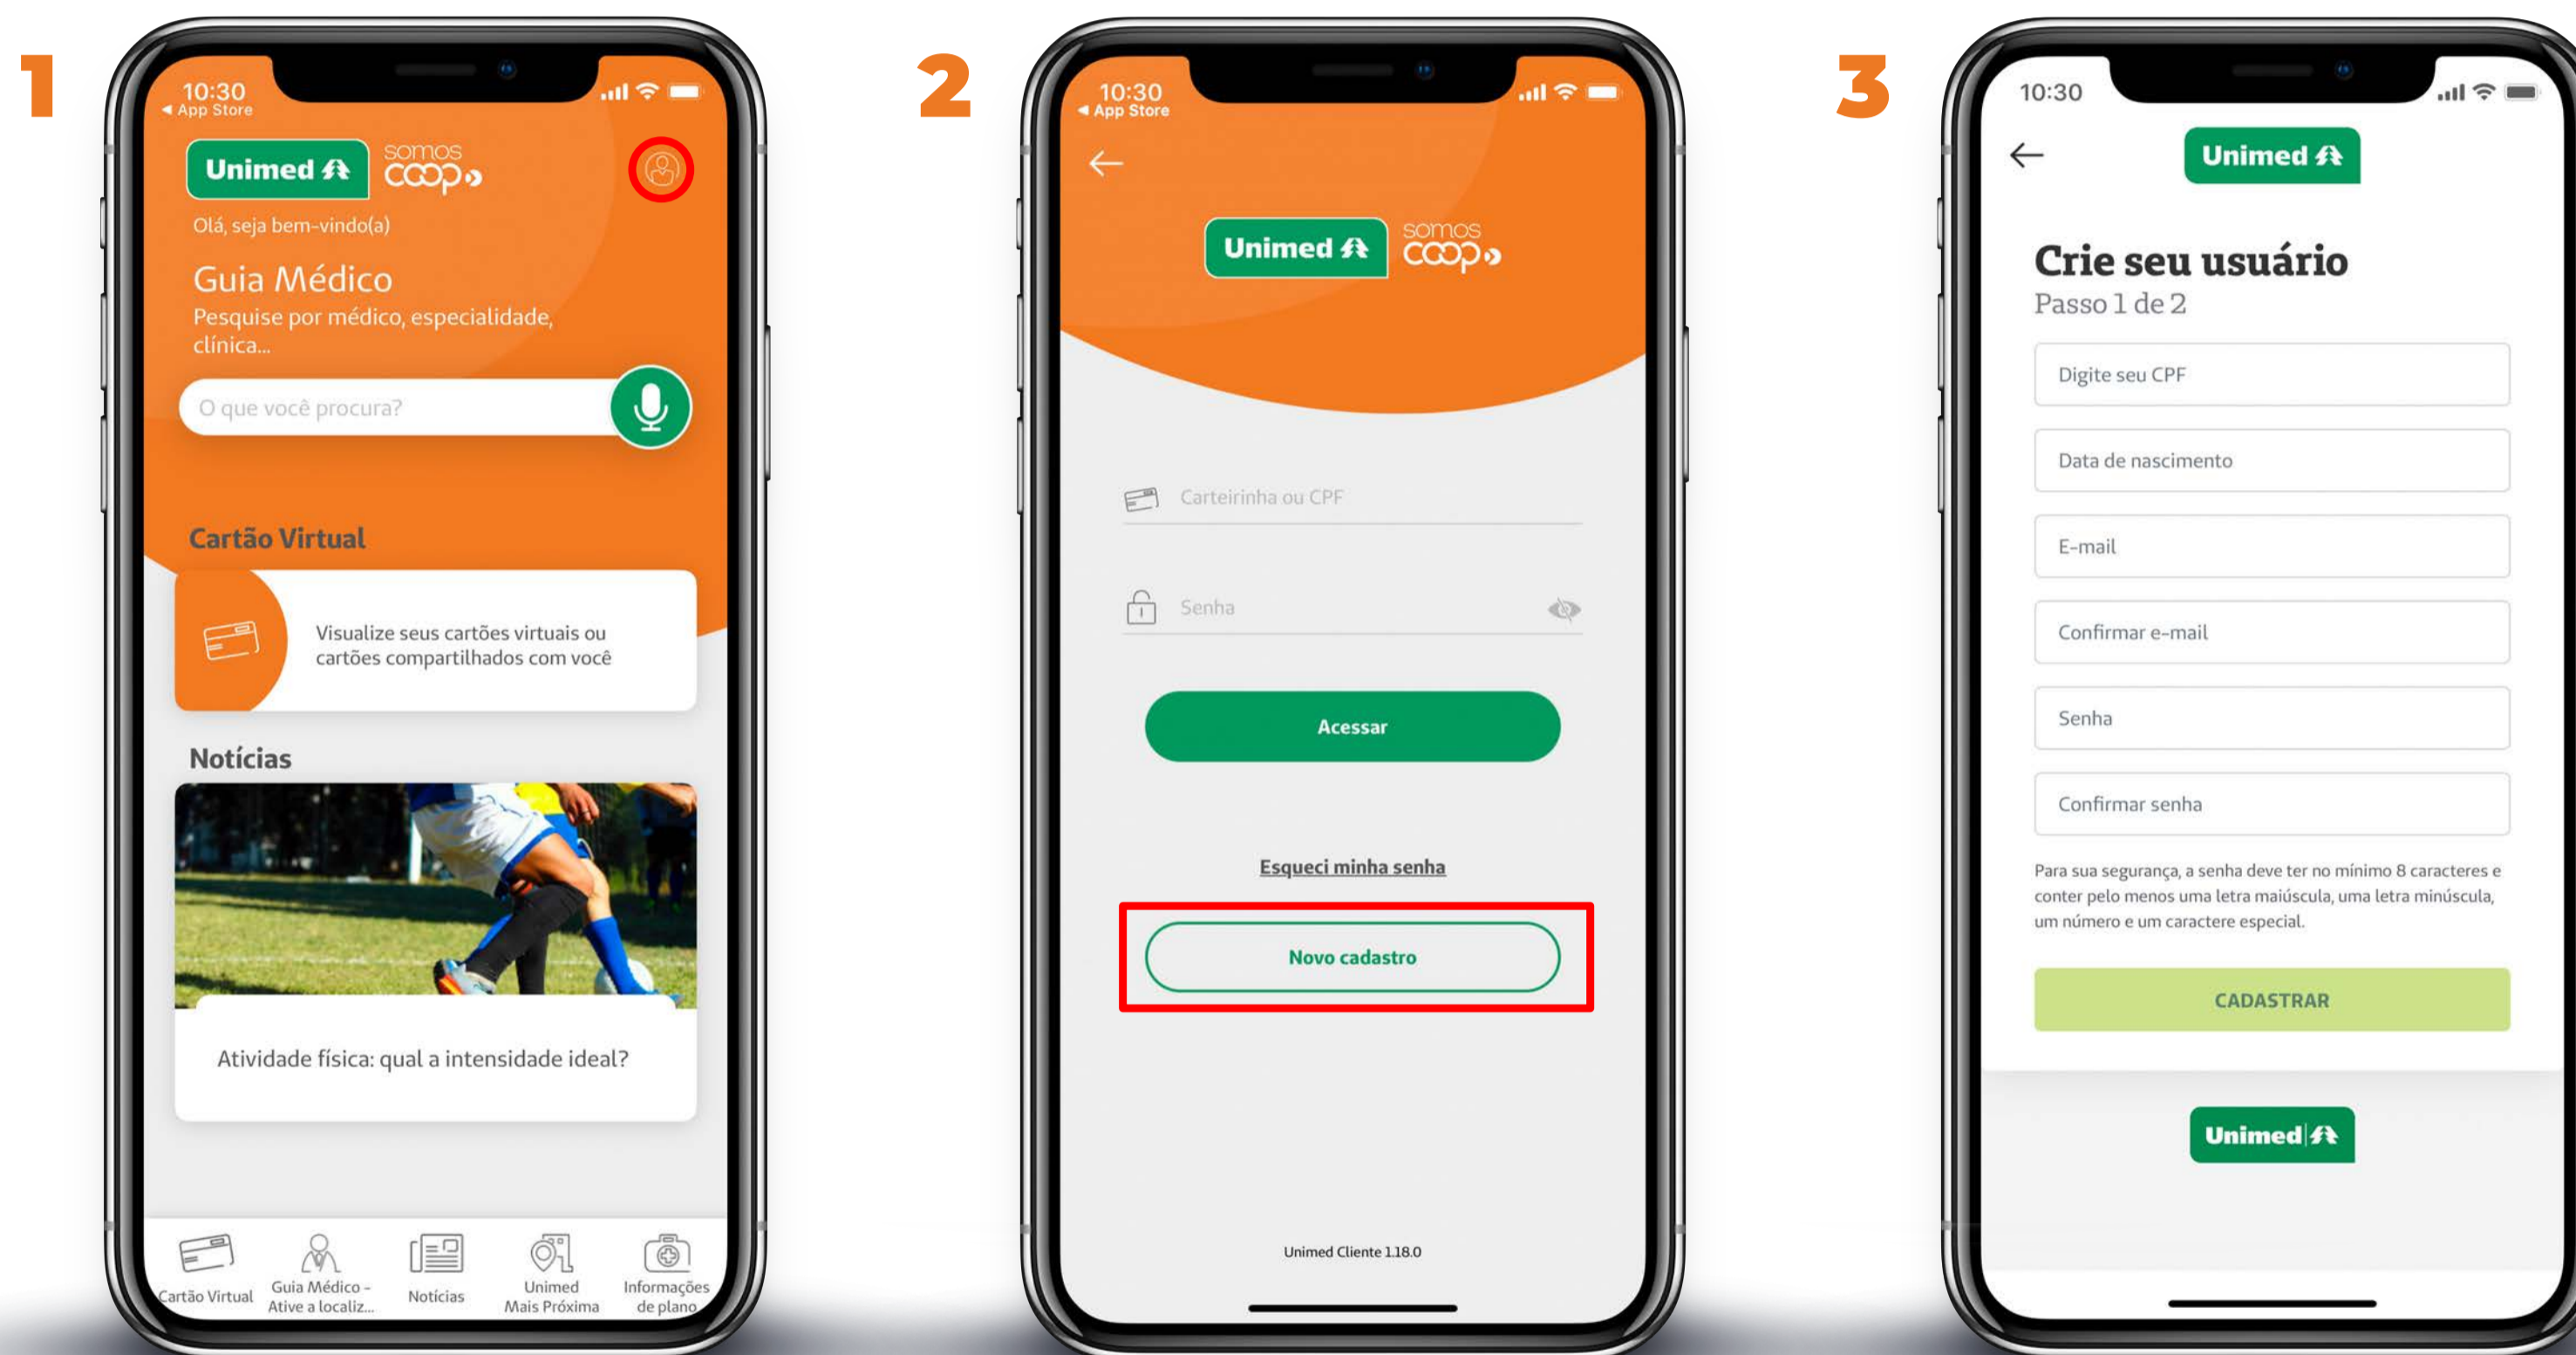 1
10:30
◄ App Store
Unimed
somos
coop
Olá, seja bem-vindo(a)
Guia Médico
Pesquise por médico, especialidade,
clínica...
O que você procura?
Cartão Virtual
Visualize seus cartões virtuais ou
cartões compartilhados com você
Notícias
Atividade física: qual a intensidade ideal?
Cartão Virtual
Guia Médico -
Ative a localiz...
Notícias
Unimed
Mais Próxima
Informações
de plano
2
10:30
◄ App Store
Unimed
somos
coop
Carteirinha ou CPF
Senha
Acessar
Esqueci minha senha
Novo cadastro
Unimed Cliente 1.18.0
3
10:30
Unimed
Crie seu usuário
Passo 1 de 2
Digite seu CPF
Data de nascimento
E-mail
Confirmar e-mail
Senha
Confirmar senha
Para sua segurança, a senha deve ter no mínimo 8 caracteres e
conter pelo menos uma letra maiúscula, uma letra minúscula,
um número e um caractere especial.
CADASTRAR
Unimed